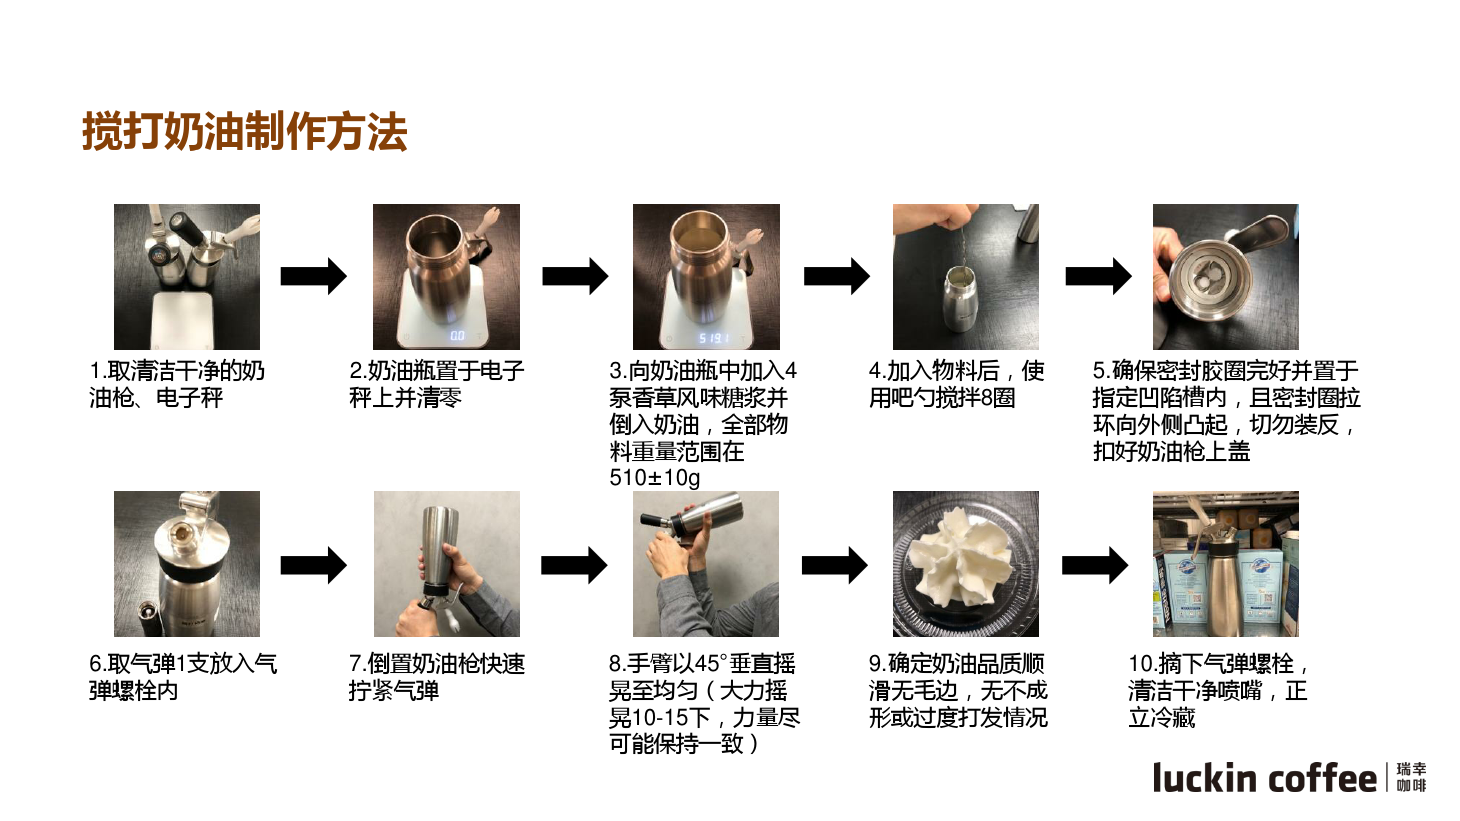 搅打奶油制作方法
1.取清洁干净的奶
油枪、电子秤
2.奶油瓶置于电子
秤上并清零
3.向奶油瓶中加入4
泵香草风味糖浆并
倒入奶油，全部物
料重量范围在
510±10g
4.加入物料后，使
用吧勺搅拌8圈
5.确保密封胶圈完好并置于
指定凹陷槽内，且密封圈拉
环向外侧凸起，切勿装反，
扣好奶油枪上盖
0.0
519.1
6.取气弹1支放入气
弹螺栓内
7.倒置奶油枪快速
拧紧气弹
8.手臂以45°垂直摇
晃至均匀（大力摇
晃10-15下，力量尽
可能保持一致）
9.确定奶油品质顺
滑无毛边，无不成
形或过度打发情况
10.摘下气弹螺栓，
清洁干净喷嘴，正
立冷藏
luckin coffee 瑞幸
咖啡